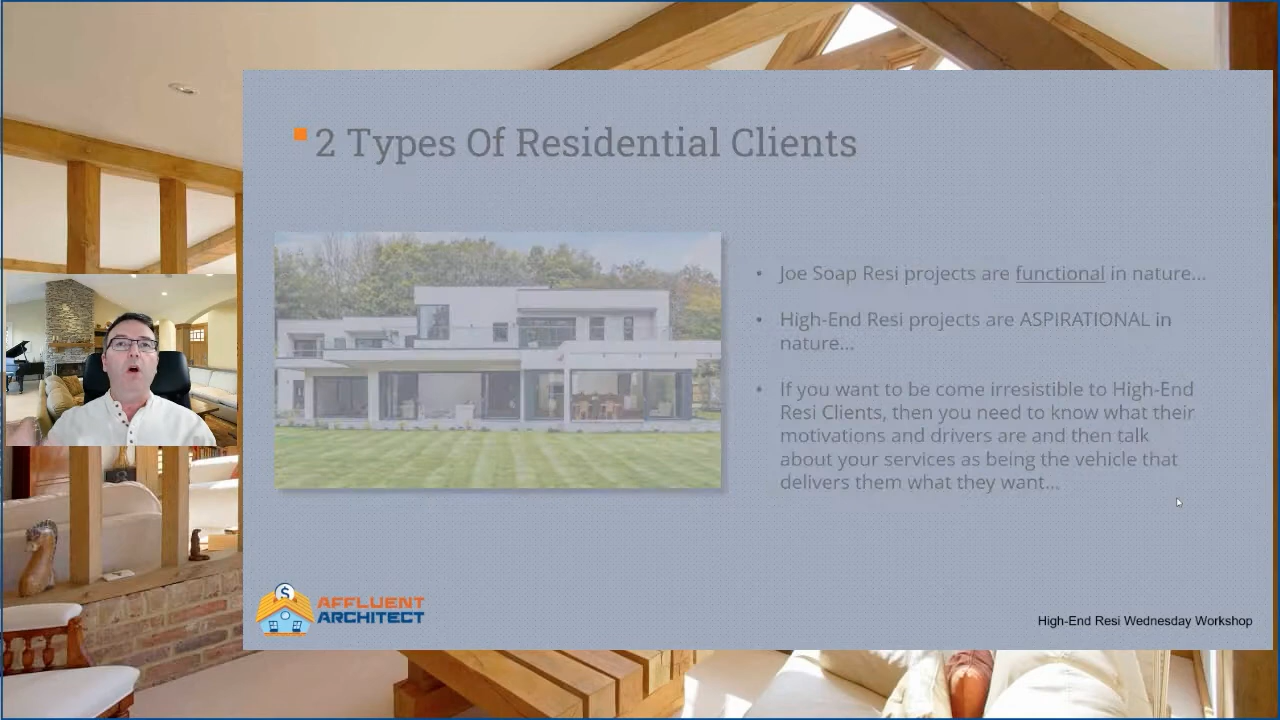 2 Types Of Residential Clients
• Joe Soap Resi projects are functional in nature...
• High-End Resi projects are ASPIRATIONAL in
nature...
• If you want to be come irresistible to High-End
Resi Clients, then you need to know what their
motivations and drivers are and then talk
about your services as being the vehicle that
delivers them what they want...
$
AFFLUENT
ARCHITECT
High-End Resi Wednesday Workshop